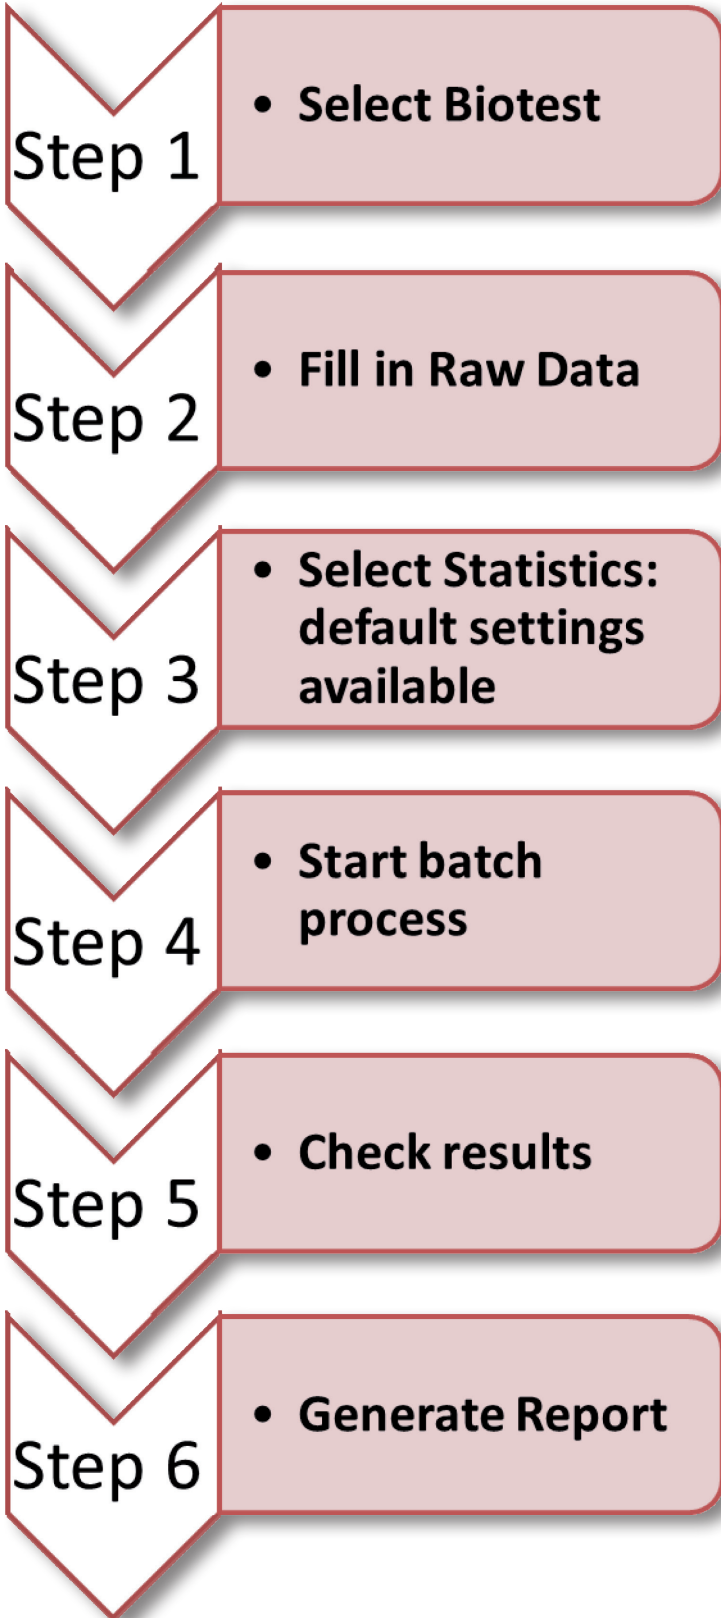 Step 1
• Select Biotest
Step 2
• Fill in Raw Data
Step 3
• Select Statistics:
default settings
available
Step 4
• Start batch
process
Step 5
• Check results
Step 6
• Generate Report